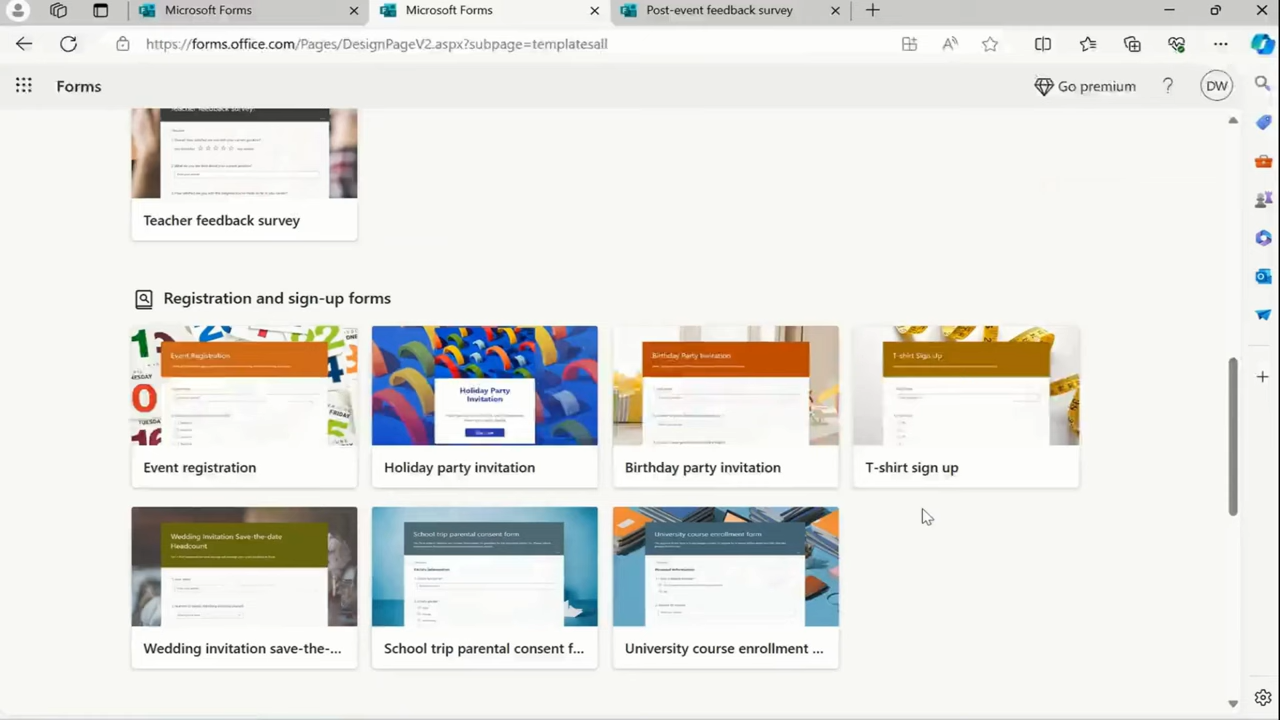 Microsoft Forms
Microsoft Forms
Post-event feedback survey
https://forms.office.com/Pages/DesignPageV2.aspx?subpage=templatesall
Forms
Go premium
?
DW
Teacher feedback survey
Teacher feedback survey
Registration and sign-up forms
Event Registration
Holiday Party
Invitation
Birthday Party Invitation
T-shirt Sign Up
Event registration
Holiday party invitation
Birthday party invitation
T-shirt sign up
Wedding Invitation Save-the-date
Headcount
School trip parental consent form
University course enrollment form
Wedding invitation save-the-...
School trip parental consent f...
University course enrollment ...